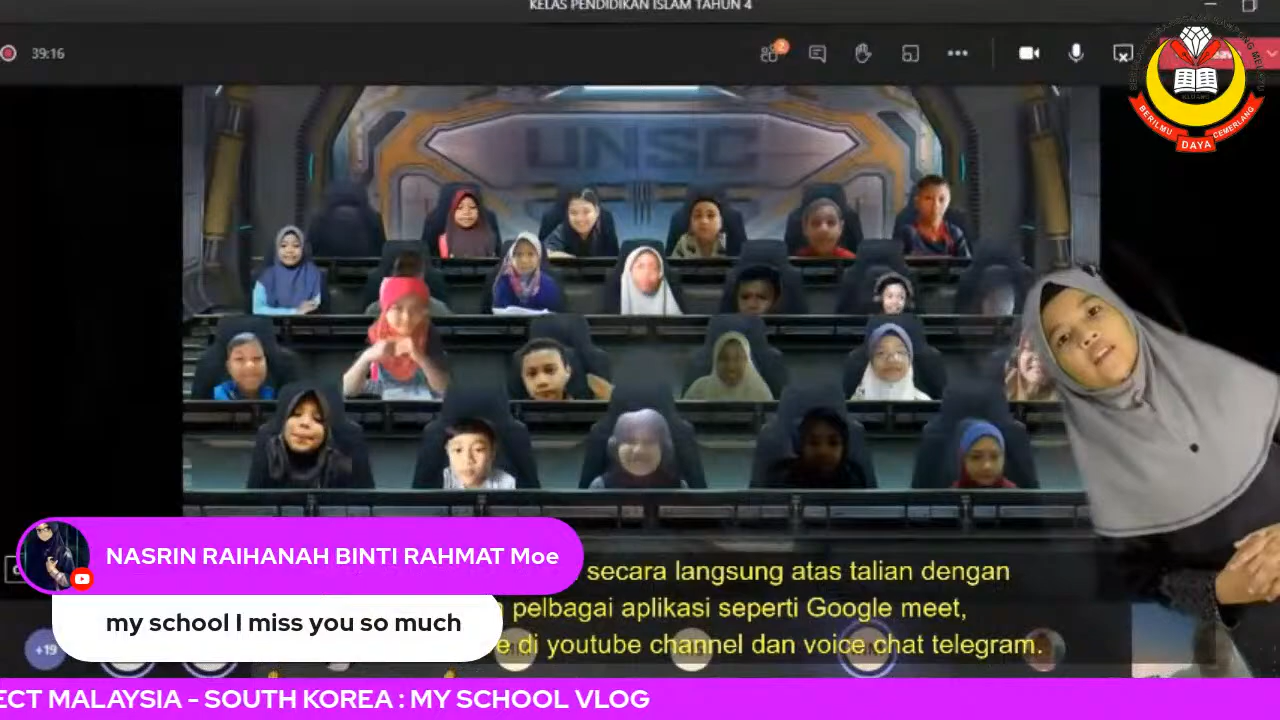 KELAS PENDIDIKAN ISLAM TAHUN 4
39:16
2
UNSC
BERILMU
DAYA
CEMERLANG
NASRIN RAIHANAH BINTI RAHMAT Moe
my school I miss you so much
secara langsung atas talian dengan
pelbagai aplikasi seperti Google meet,
e di youtube channel dan voice chat telegram.
+19
ECT MALAYSIA - SOUTH KOREA : MY SCHOOL VLOG